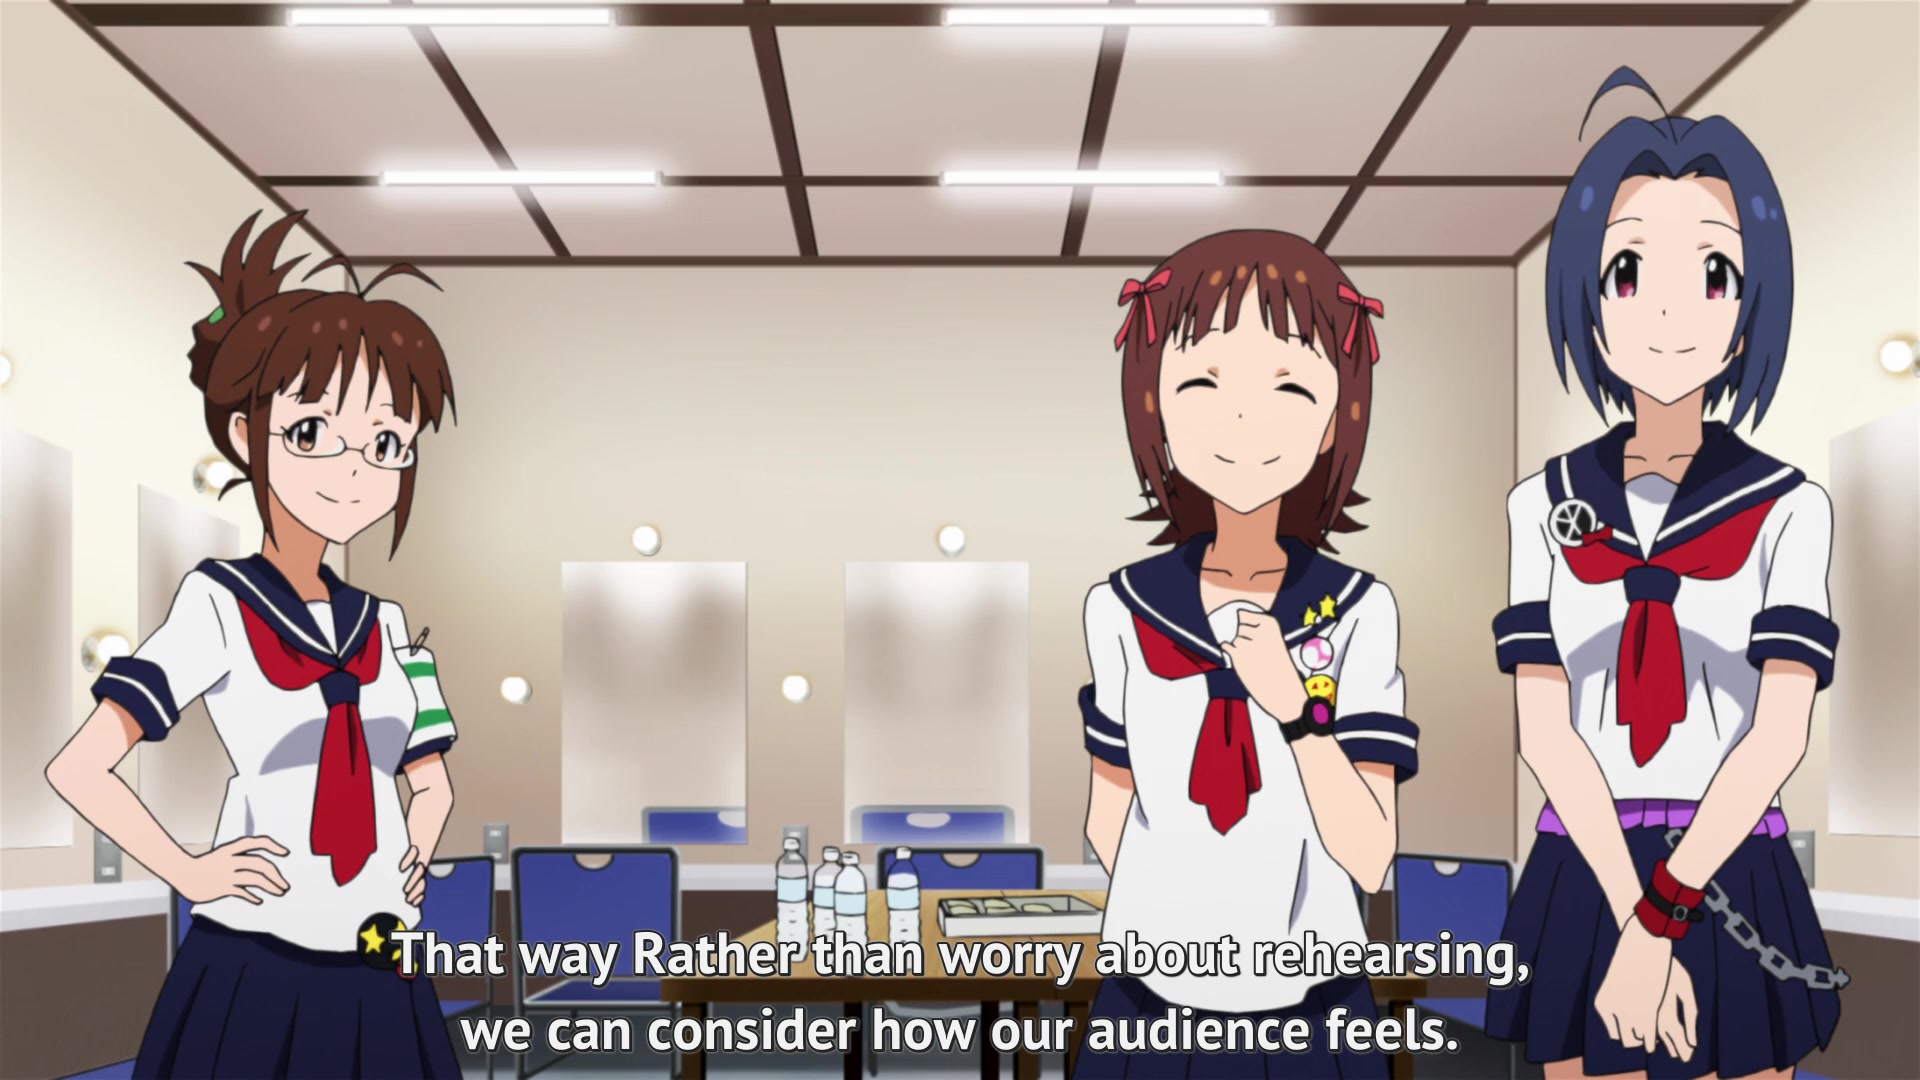 That way Rather than worry about rehearsing,
we can consider how our audience feels.